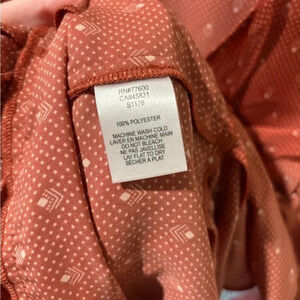 RN#77600
CA#45831
S1178
100% POLYESTER
MACHINE WASH COLD
LAVER EN MACHINE MAIN
DO NOT BLEACH
NE PAS JAVELLISE
LAY FLAT TO DRY
SÉCHER À PLAT